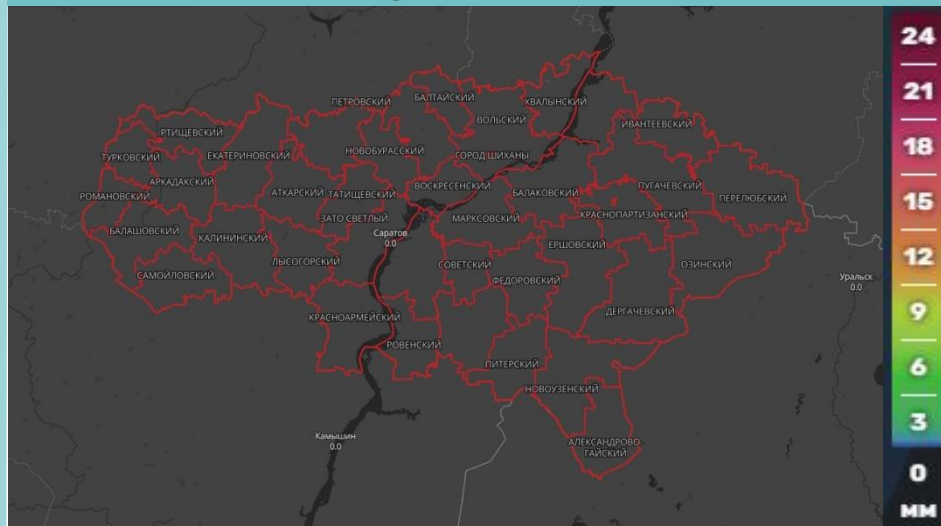 ХВАЛЫНСКИЙ
БАЛТАЙСКИЙ
ПЕТРОВСКИЙ
ВОЛЬСКИЙ
ИВАНТЕЕВСКИЙ
РТИЩЕВСКИЙ
НОВОБУРАССКИЙ
ГОРОД ШИХАНЫ
ТУРКОВСКИЙ
ЕКАТЕРИНОВСКИЙ
АРКАДАКСКИЙ
АТКАРСКИЙ
ТАТИЩЕВСКИЙ
ВОСКРЕСЕНСКИЙ
БАЛАКОВСКИЙ
ПУГАЧЕВСКИЙ
ПЕРЕЛЮБСКИЙ
РОМАНОВСКИЙ
ЗАТО СВЕТЛЫЙ
МАРКСОВСКИЙ
КРАСНОПАРТИЗАНСКИЙ
БАЛАШОВСКИЙ
КАЛИНИНСКИЙ
Саратов
0.0
ЕРШОВСКИЙ
ЛЫСОГОРСКИЙ
СОВЕТСКИЙ
ОЗИНСКИЙ
САМОЙЛОВСКИЙ
ФЕДОРОВСКИЙ
Уральск
0.0
КРАСНОАРМЕЙСКИЙ
ДЕРГАЧЕВСКИЙ
РОВЕНСКИЙ
ПИТЕРСКИЙ
НОВОУЗЕНСКИЙ
Камышин
0.0
АЛЕКСАНДРОВО-
ГАЙСКИЙ
24
21
18
15
12
9
6
3
0
мм